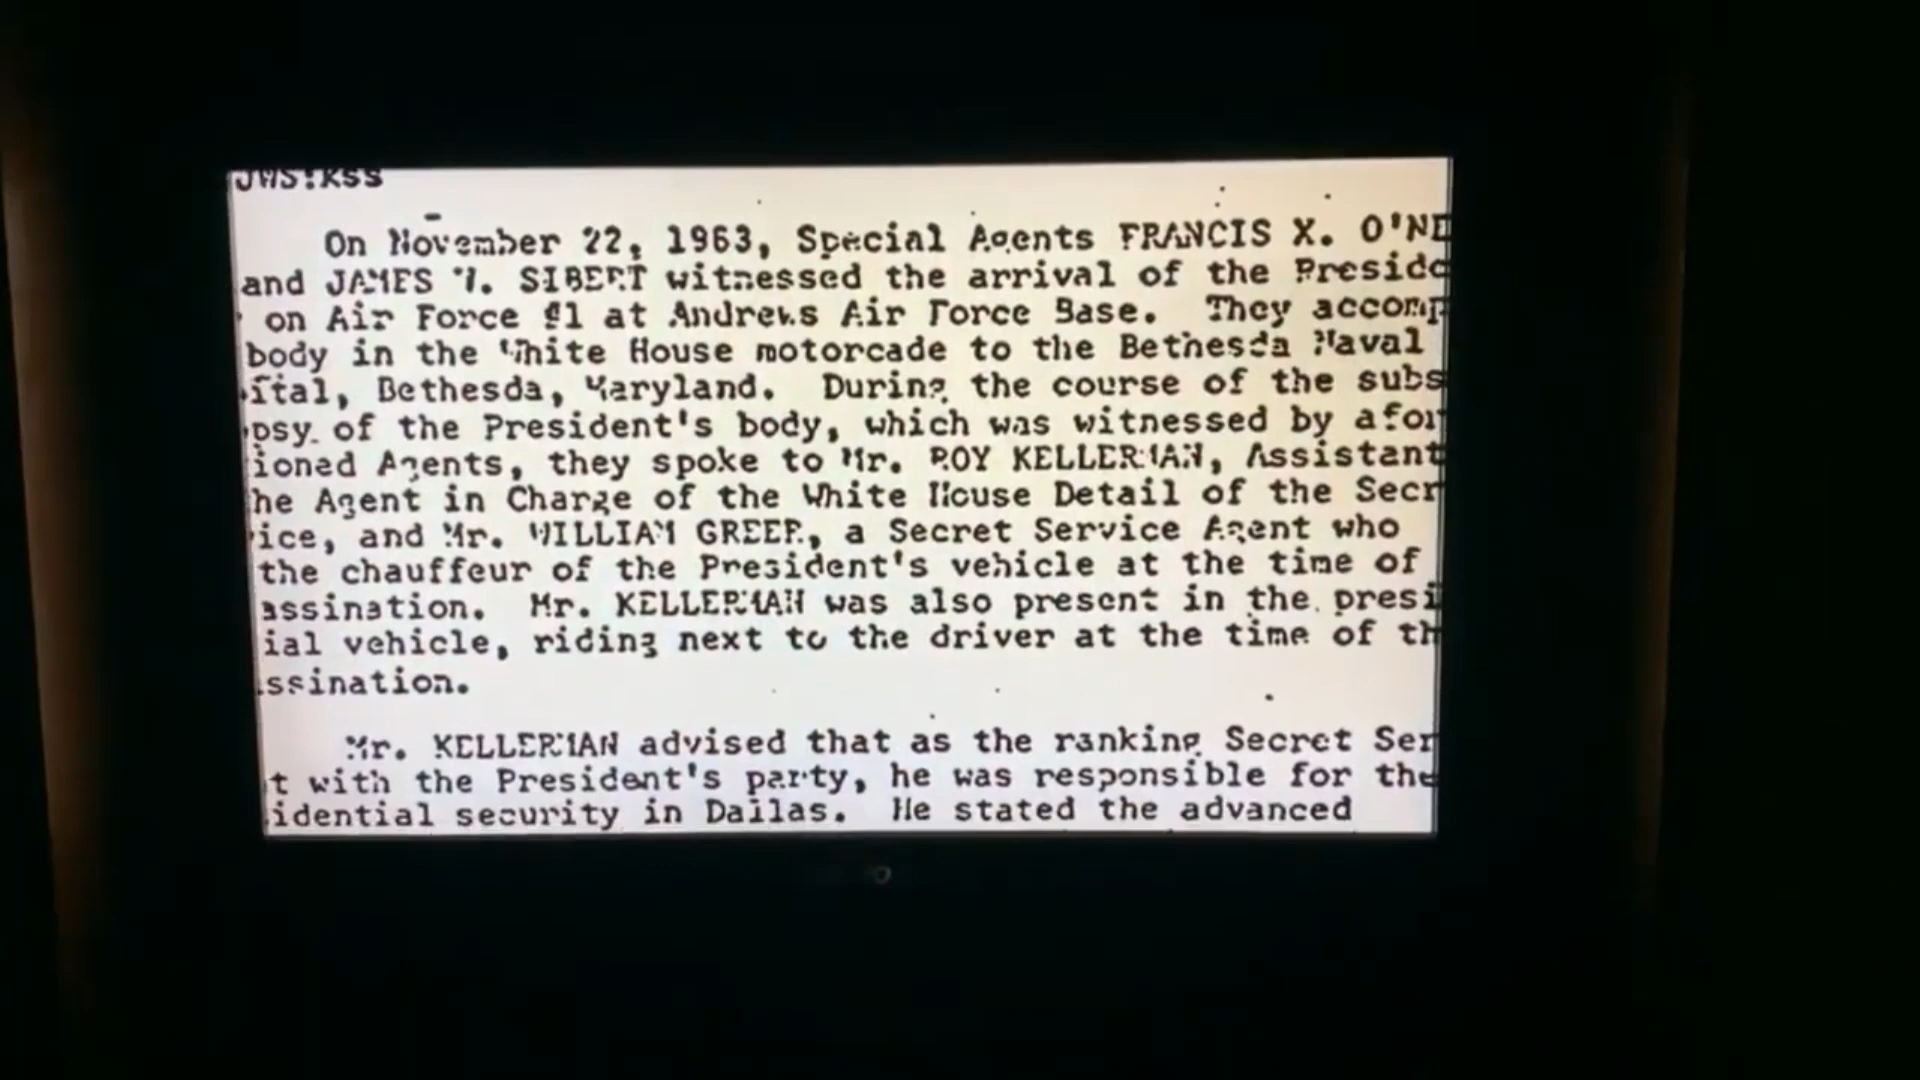 JWS:kss
On November 22, 1963, Special Agents FRANCIS X. O'NE
and JAMES W. SIBERT witnessed the arrival of the Preside
on Air Force #1 at Andrews Air Force Base. They accomp
body in the White House motorcade to the Bethesda Naval
ital, Bethesda, Maryland. During the course of the subs
psy of the President's body, which was witnessed by afor
ioned Agents, they spoke to Mr. ROY KELLERMAN, Assistant
he Agent in Charge of the White House Detail of the Secr
ice, and Mr. WILLIAM GREER, a Secret Service Agent who
the chauffeur of the President's vehicle at the time of
assination. Mr. KELLERMAN was also present in the presi
ial vehicle, riding next to the driver at the time of th
ssination.
Mr. KELLERMAN advised that as the ranking Secret Ser
t with the President's party, he was responsible for the
idential security in Dallas. He stated the advanced